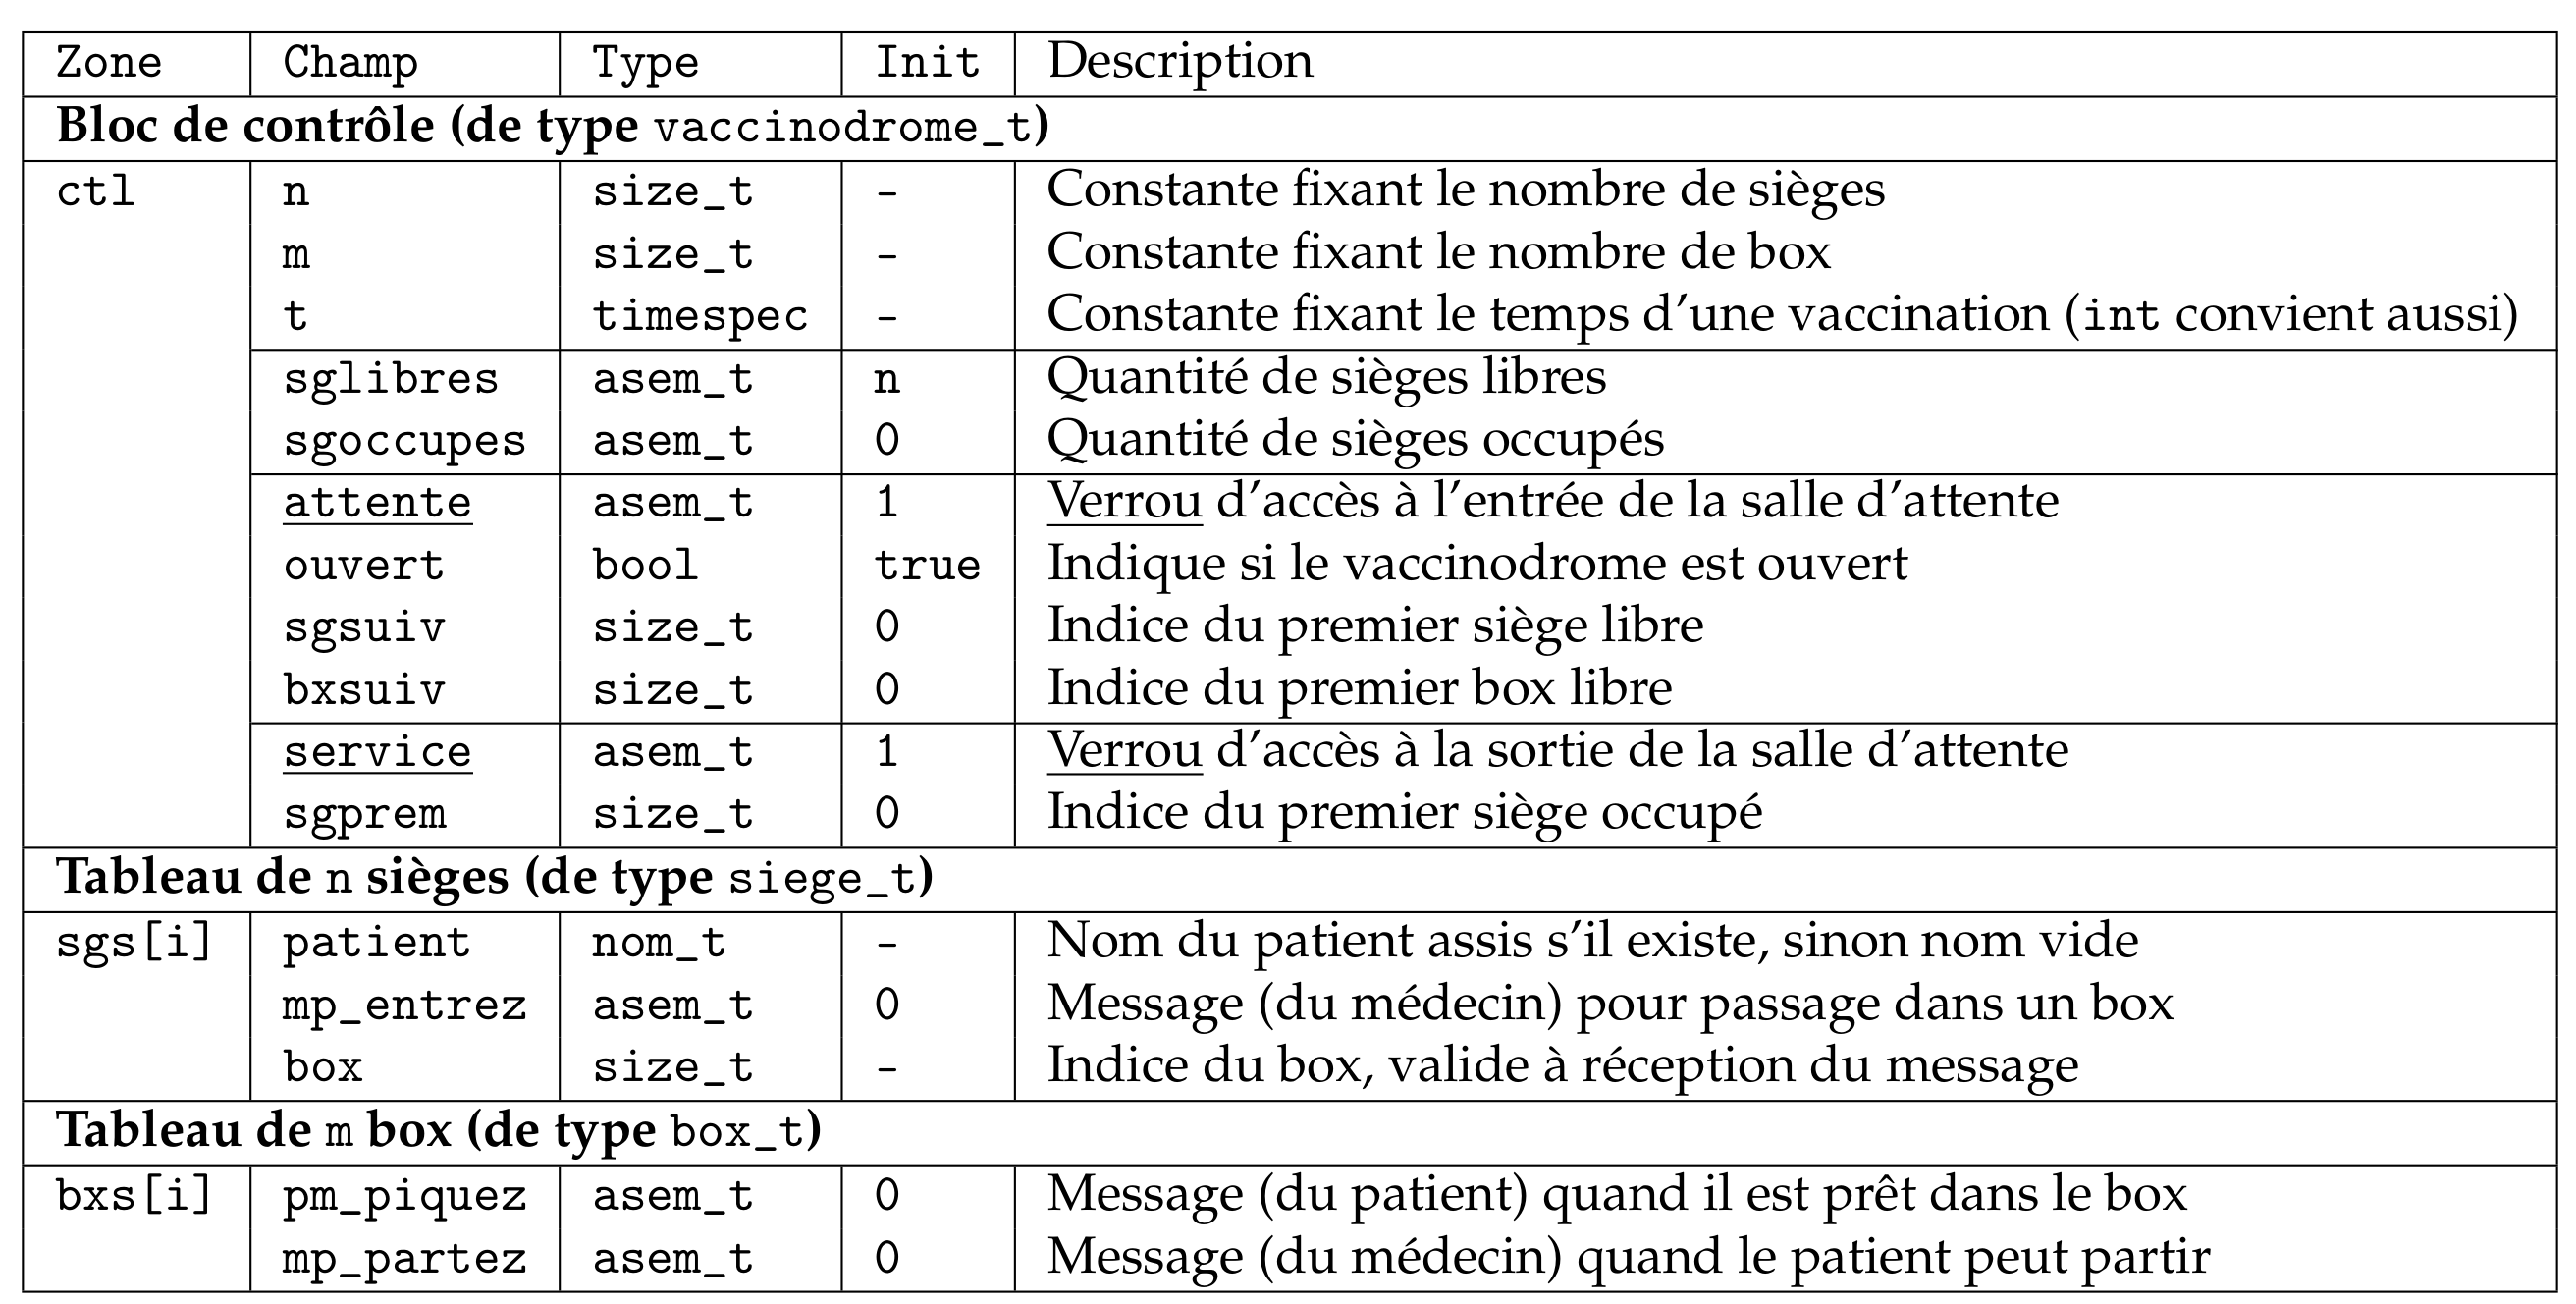 Zone Champ Type Init Description
Bloc de contrôle (de type vaccinodrome_t)
ctl n size_t - Constante fixant le nombre de sièges
m size_t - Constante fixant le nombre de box
t timespec - Constante fixant le temps d'une vaccination (int convient aussi)
sglibres asem_t n Quantité de sièges libres
sgoccupes asem_t 0 Quantité de sièges occupés
attente asem_t 1 Verrou d'accès à l'entrée de la salle d'attente
ouvert bool true Indique si le vaccinodrome est ouvert
sgsuiv size_t 0 Indice du premier siège libre
bxsuiv size_t 0 Indice du premier box libre
service asem_t 1 Verrou d'accès à la sortie de la salle d'attente
sgprem size_t 0 Indice du premier siège occupé
Tableau de n sièges (de type siege_t)
sgs[i] patient nom_t - Nom du patient assis s'il existe, sinon nom vide
mp_entrez asem_t 0 Message (du médecin) pour passage dans un box
box size_t - Indice du box, valide à réception du message
Tableau de m box (de type box_t)
bxs[i] pm_piquez asem_t 0 Message (du patient) quand il est prêt dans le box
mp_partez asem_t 0 Message (du médecin) quand le patient peut partir